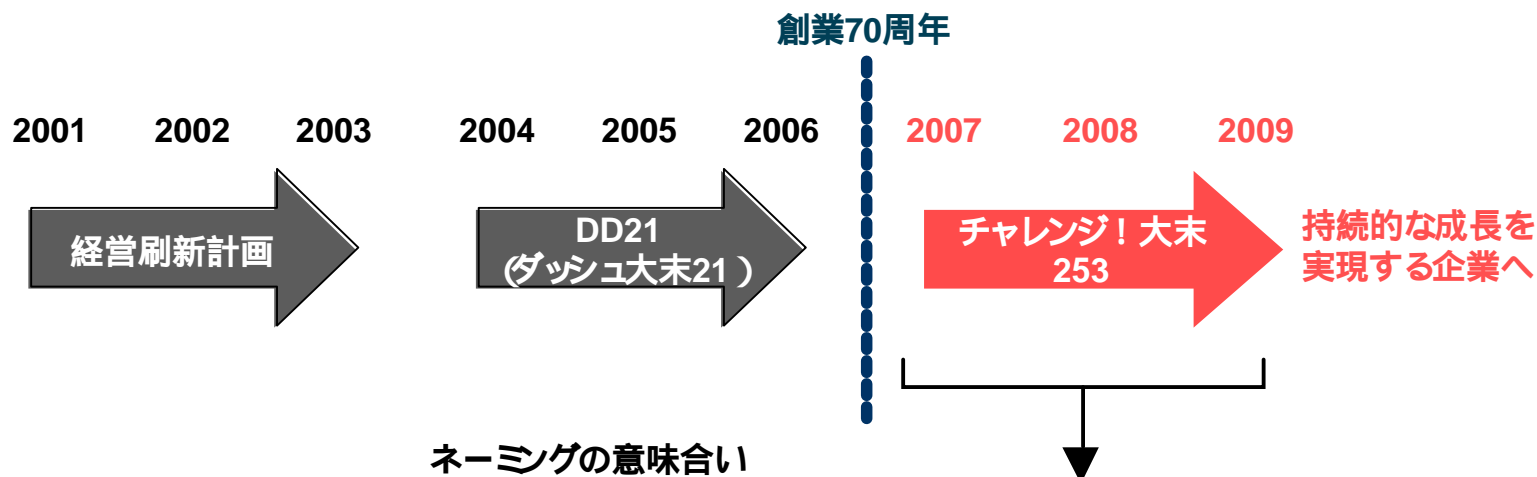 創業70周年
2001 2002 2003 2004 2005 2006 2007 2008 2009
経営刷新計画
DD21
(ダッシュ大末21)
チャレンジ!大末
253
持続的な成長を
実現する企業へ
ネーミングの意味合い